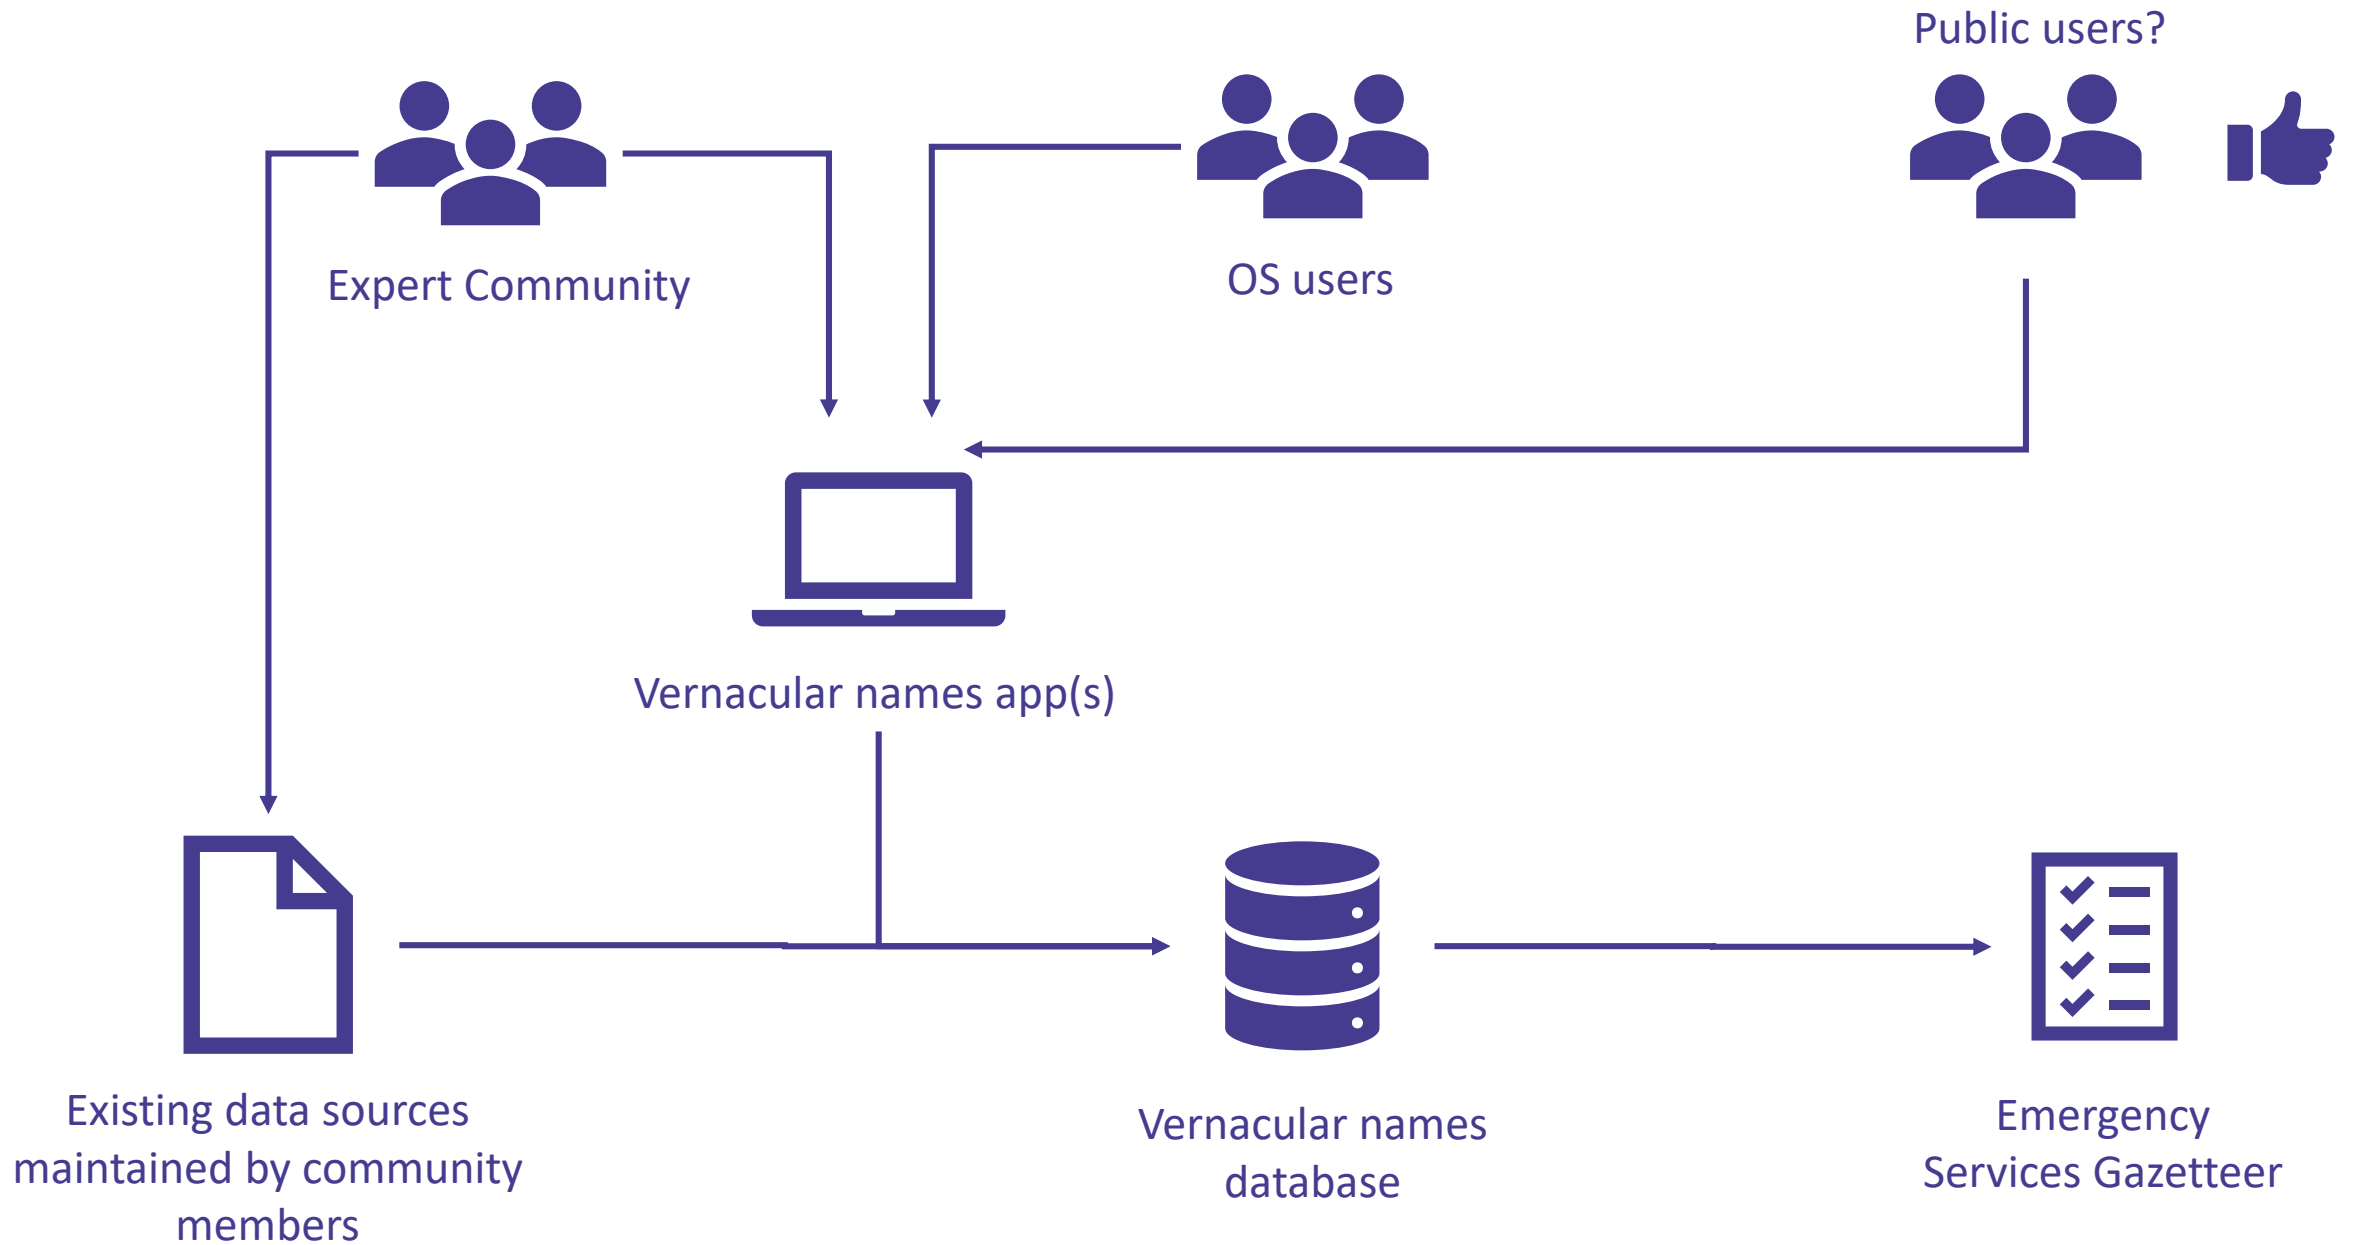 Public users?
Expert Community
OS users
Vernacular names app(s)
Existing data sources
maintained by community
members
Vernacular names
database
Emergency
Services Gazetteer